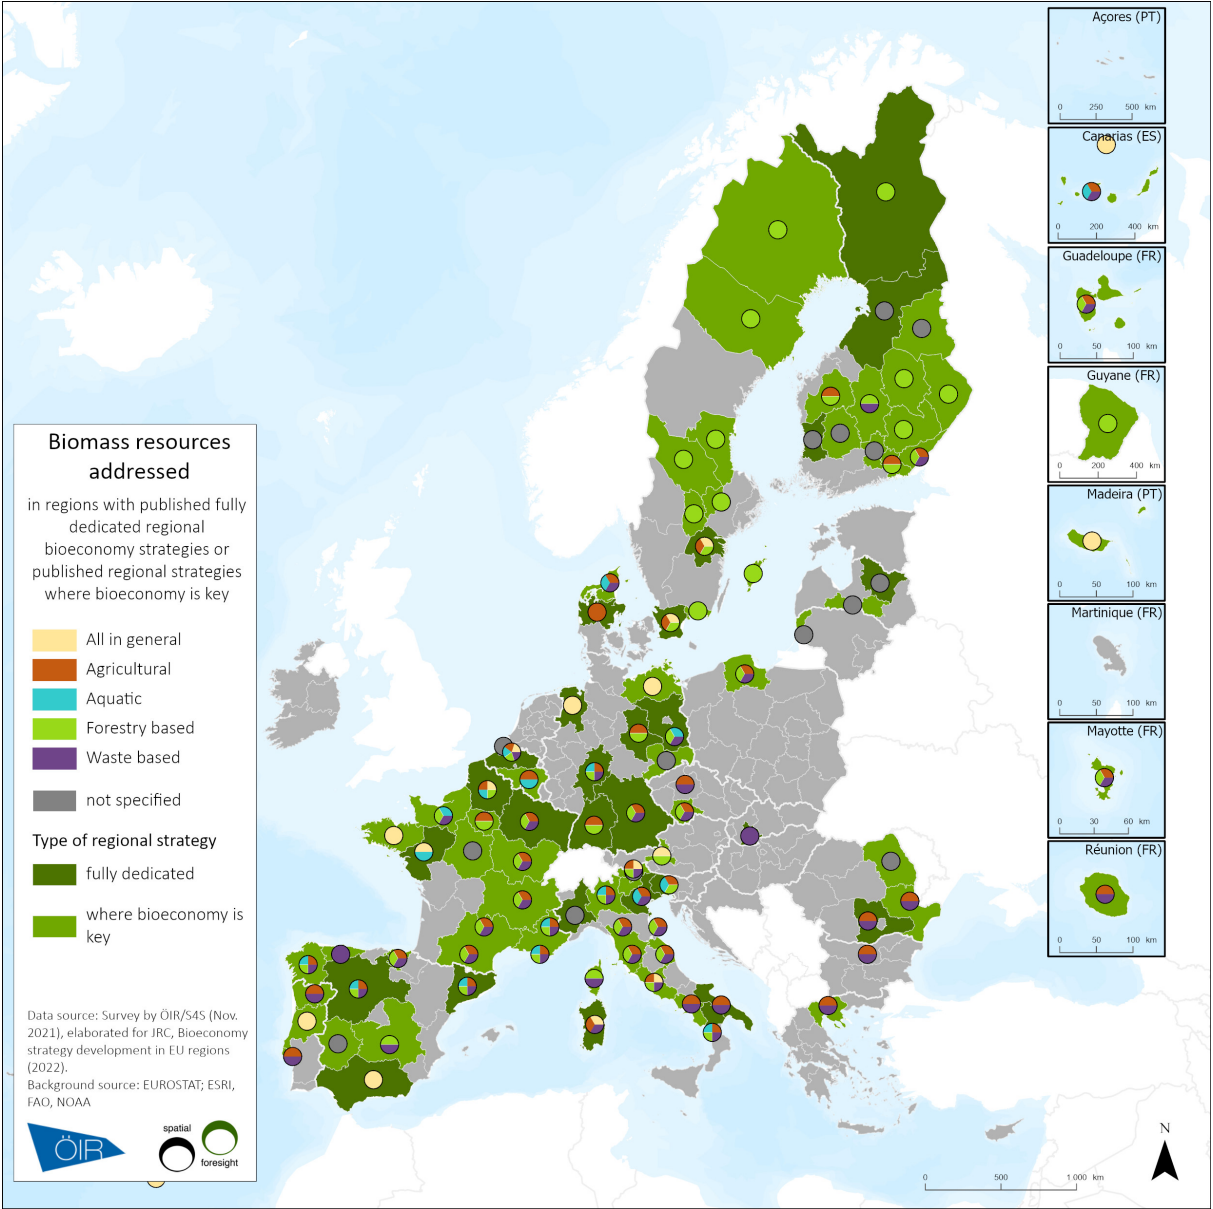 Biomass resources
addressed
in regions with published fully
dedicated regional
bioeconomy strategies or
published regional strategies
where bioeconomy is key
All in general
Agricultural
Aquatic
Forestry based
Waste based
not specified
Type of regional strategy
fully dedicated
where bioeconomy is
key
Data source: Survey by ÖIR/S4S (Nov.
2021), elaborated for JRC, Bioeconomy
strategy development in EU regions
(2022).
Background source: EUROSTAT; ESRI,
FAO, NOAA
ÖIR
spatial
foresight
Açores (PT)
0 250 500 km
Canarias (ES)
0 200 400 km
Guadeloupe (FR)
0 50 100 km
Guyane (FR)
0 200 400 km
Madeira (PT)
0 50 100 km
Martinique (FR)
0 50 100 km
Mayotte (FR)
0 30 60 km
Réunion (FR)
0 50 100 km
N
0 500 1 000 km